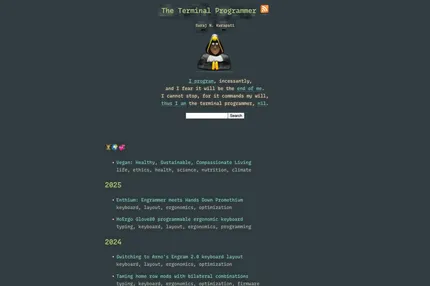 The Terminal Programmer
Suraj N. Kurapati
I program, incessantly,
and I fear it will be the end of me.
I cannot stop, for it commands my will,
thus I am the terminal programmer, nil.
Search
• Vegan: Healthy, Sustainable, Compassionate Living
life, ethics, health, science, nutrition, climate
2025
• Enthium: Engrammer meets Hands Down Promethium
keyboard, layout, ergonomics, optimization
• MoErgo Glove80 programmable ergonomic keyboard
typing, keyboard, layout, ergonomics, programming
2024
• Switching to Arno's Engram 2.0 keyboard layout
keyboard, layout, ergonomics, optimization
• Taming home row mods with bilateral combinations
typing, keyboard, layout, ergonomics, optimization, firmware